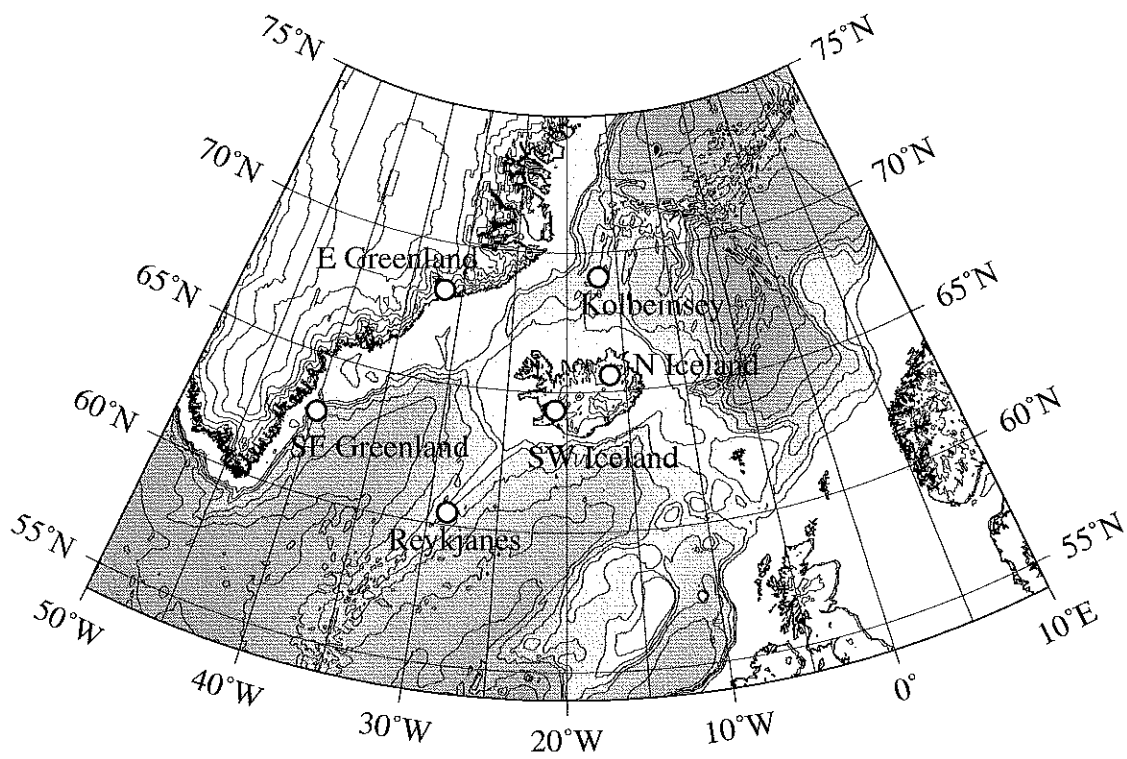 75°N
75°N
70°N
70°N
E Greenland
65°N
65°N
Kolbeinsey
N Iceland
60°N
60°N
SE Greenland
SW Iceland
Reykjanes
55°N
55°N
50°W
10°E
40°W
0°
30°W
10°W
20°W